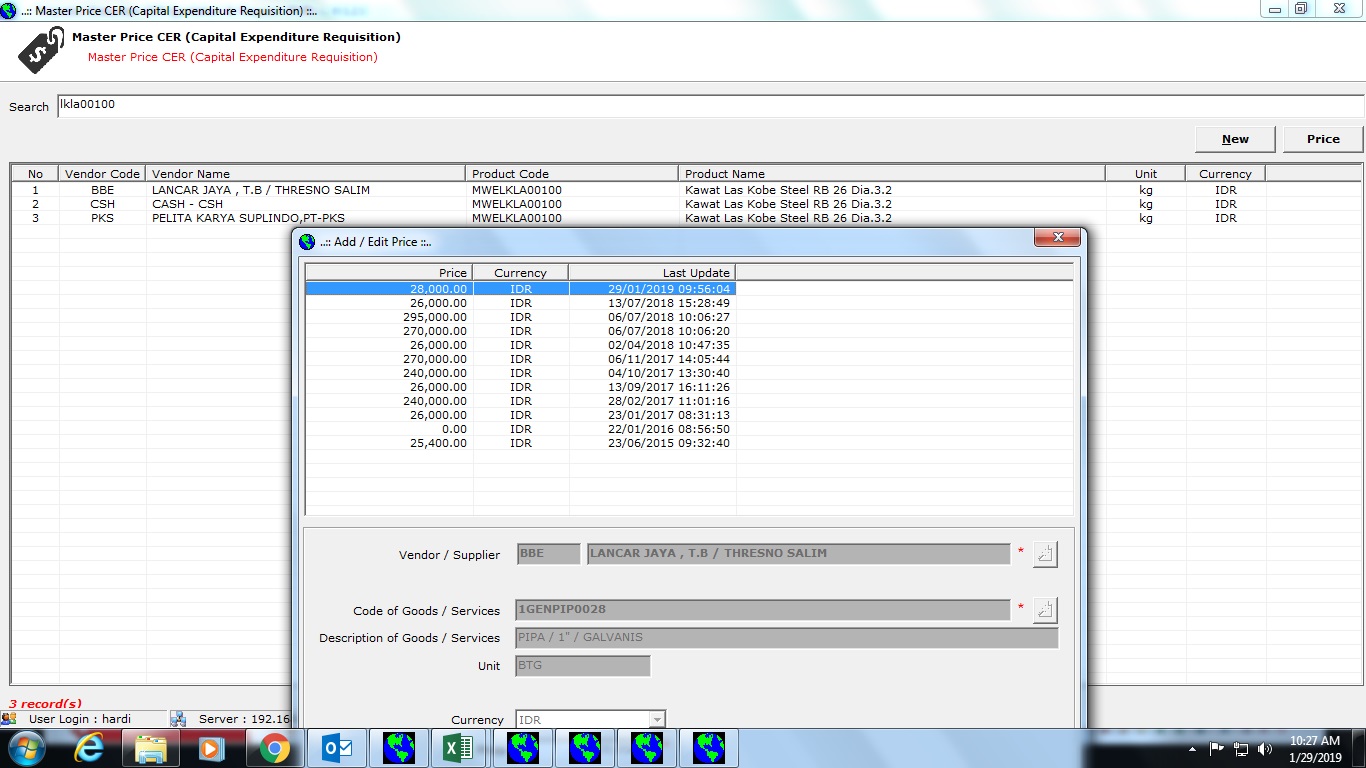 ..:: Master Price CER (Capital Expenditure Requisition) ::..
Master Price CER (Capital Expenditure Requisition)
Master Price CER (Capital Expenditure Requisition)
Search lkla00100
New Price
No Vendor Code Vendor Name Product Code Product Name Unit Currency
1 BBE LANCAR JAYA , T.B / THRESNO SALIM MWELKLA00100 Kawat Las Kobe Steel RB 26 Dia.3.2 kg IDR
2 CSH CASH - CSH MWELKLA00100 Kawat Las Kobe Steel RB 26 Dia.3.2 kg IDR
3 PKS PELITA KARYA SUPLINDO,PT-PKS MWELKLA00100 Kawat Las Kobe Steel RB 26 Dia.3.2 kg IDR
..:: Add / Edit Price ::..
Price Currency Last Update
28,000.00 IDR 29/01/2019 09:56:04
26,000.00 IDR 13/07/2018 15:28:49
295,000.00 IDR 06/07/2018 10:06:27
270,000.00 IDR 06/07/2018 10:06:20
26,000.00 IDR 02/04/2018 10:47:35
270,000.00 IDR 06/11/2017 14:05:44
240,000.00 IDR 04/10/2017 13:30:40
26,000.00 IDR 13/09/2017 16:11:26
240,000.00 IDR 28/02/2017 11:01:16
26,000.00 IDR 23/01/2017 08:31:13
0.00 IDR 22/01/2016 08:56:50
25,400.00 IDR 23/06/2015 09:32:40
Vendor / Supplier BBE LANCAR JAYA , T.B / THRESNO SALIM *
Code of Goods / Services 1GENPIP0028 *
Description of Goods / Services PIPA / 1" / GALVANIS
Unit BTG
Currency IDR
3 record(s)
User Login : hardi Server : 192.16
10:27 AM
1/29/2019